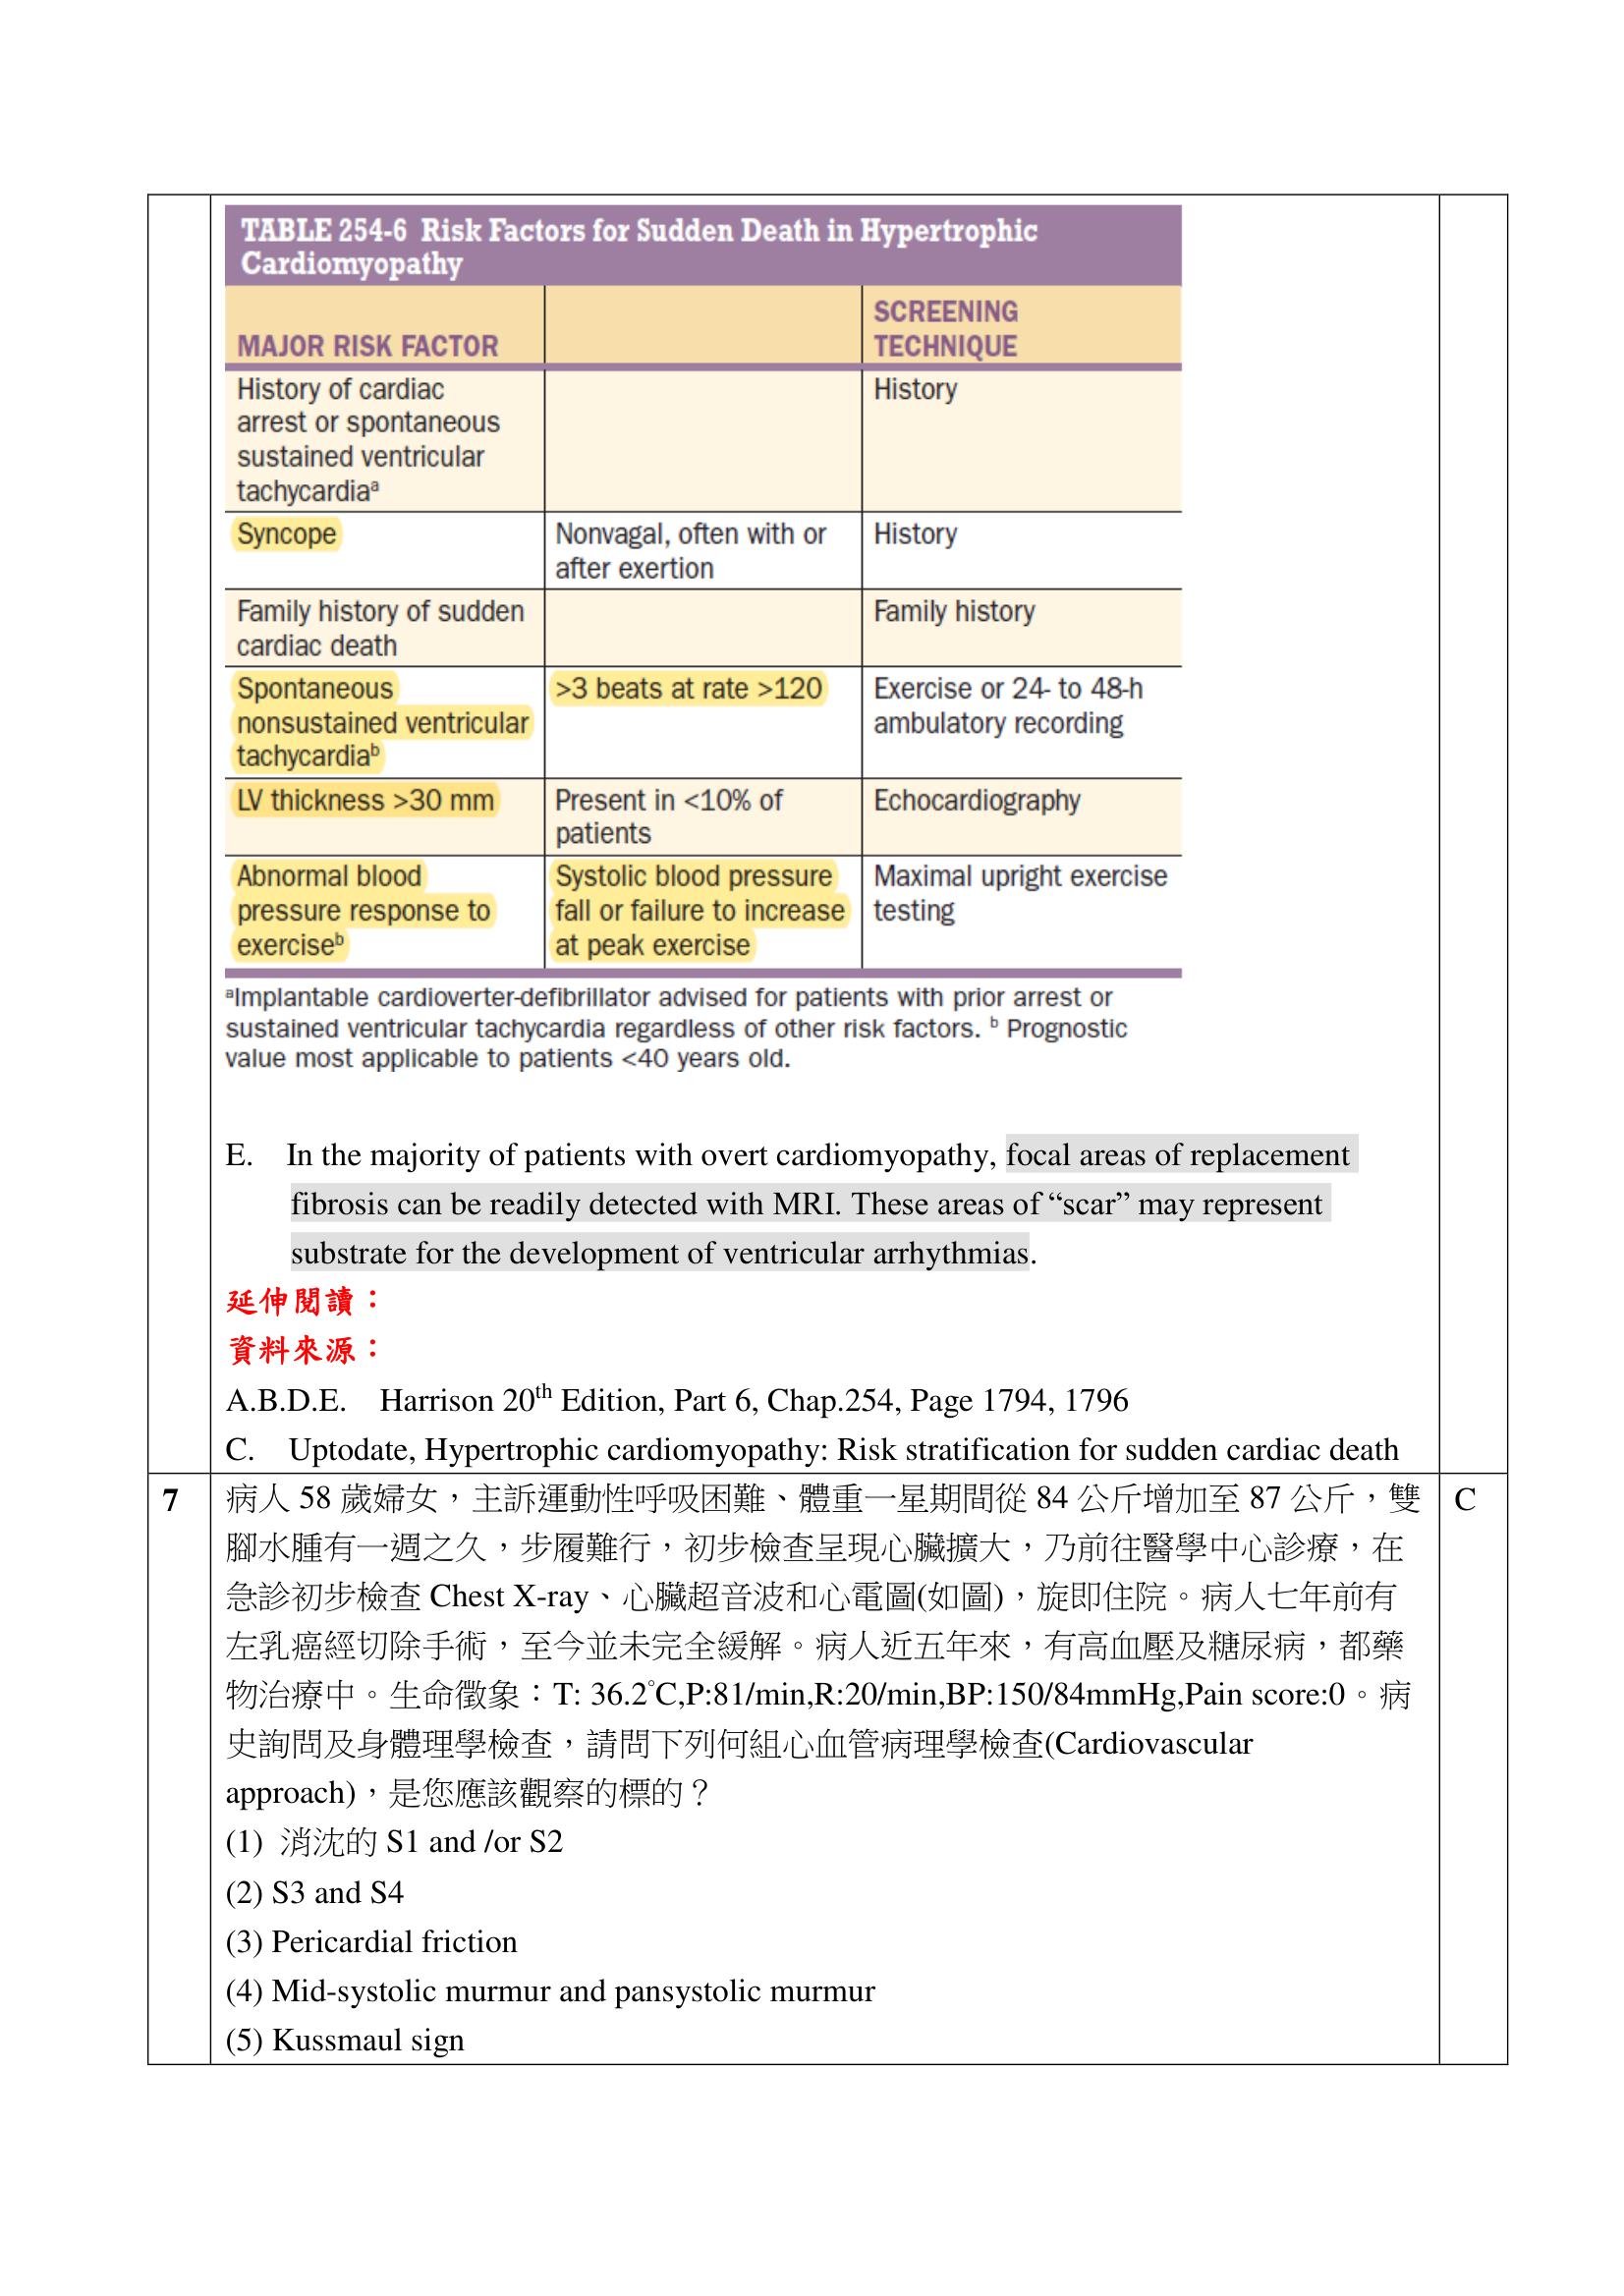 TABLE 254-6 Risk Factors for Sudden Death in Hypertrophic
Cardiomyopathy
MAJOR RISK FACTOR
SCREENING
TECHNIQUE
History of cardiac
arrest or spontaneous
sustained ventricular
tachycardiaᵃ
History
Syncope
Nonvagal, often with or
after exertion
History
Family history of sudden
cardiac death
Family history
Spontaneous
nonsustained ventricular
tachycardiaᵇ
>3 beats at rate >120
Exercise or 24- to 48-h
ambulatory recording
LV thickness >30 mm
Present in <10% of
patients
Echocardiography
Abnormal blood
pressure response to
exerciseᵇ
Systolic blood pressure
fall or failure to increase
at peak exercise
Maximal upright exercise
testing
ᵃImplantable cardioverter-defibrillator advised for patients with prior arrest or
sustained ventricular tachycardia regardless of other risk factors. ᵇ Prognostic
value most applicable to patients <40 years old.
E. In the majority of patients with overt cardiomyopathy, focal areas of replacement
fibrosis can be readily detected with MRI. These areas of “scar” may represent
substrate for the development of ventricular arrhythmias.
延伸閱讀：
資料來源：
A.B.D.E. Harrison 20th Edition, Part 6, Chap.254, Page 1794, 1796
C. Uptodate, Hypertrophic cardiomyopathy: Risk stratification for sudden cardiac death
7
病人 58 歲婦女，主訴運動性呼吸困難、體重一星期間從 84 公斤增加至 87 公斤，雙
腳水腫有一週之久，步履難行，初步檢查呈現心臟擴大，乃前往醫學中心診療，在
急診初步檢查 Chest X-ray、心臟超音波和心電圖(如圖)，旋即住院。病人七年前有
左乳癌經切除手術，至今並未完全緩解。病人近五年來，有高血壓及糖尿病，都藥
物治療中。生命徵象：T: 36.2°C,P:81/min,R:20/min,BP:150/84mmHg,Pain score:0。病
史詢問及身體理學檢查，請問下列何組心血管病理學檢查(Cardiovascular
approach)，是您應該觀察的標的？
(1) 消沈的 S1 and /or S2
(2) S3 and S4
(3) Pericardial friction
(4) Mid-systolic murmur and pansystolic murmur
(5) Kussmaul sign
C